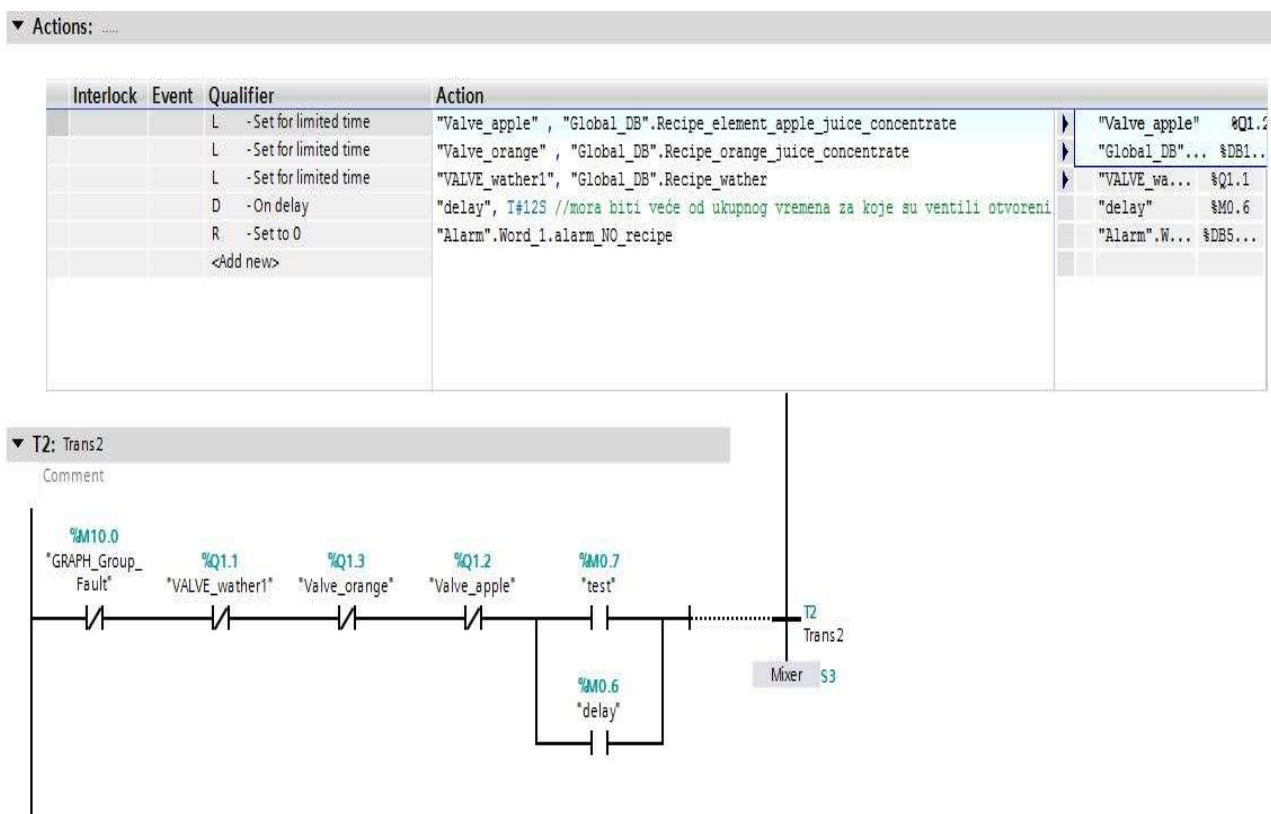 Actions: .....
Interlock Event Qualifier Action
L - Set for limited time "Valve_apple" , "Global_DB".Recipe_element_apple_juice_concentrate "Valve_apple" %Q1.2
L - Set for limited time "Valve_orange" , "Global_DB".Recipe_orange_juice_concentrate "Global_DB"... %DB1..
L - Set for limited time "VALVE_wather1", "Global_DB".Recipe_wather "VALVE_wa... %Q1.1
D - On delay "delay", T#12S //mora biti veće od ukupnog vremena za koje su ventili otvoreni "delay" %M0.6
R - Set to 0 "Alarm".Word_1.alarm_NO_recipe "Alarm".W... %DB5...
<Add new>
T2: Trans2
Comment
%M10.0
"GRAPH_Group_ %Q1.1 %Q1.3 %Q1.2 %M0.7
Fault" "VALVE_wather1" "Valve_orange" "Valve_apple" "test"
T2
Trans2
Mixer S3
%M0.6
"delay"